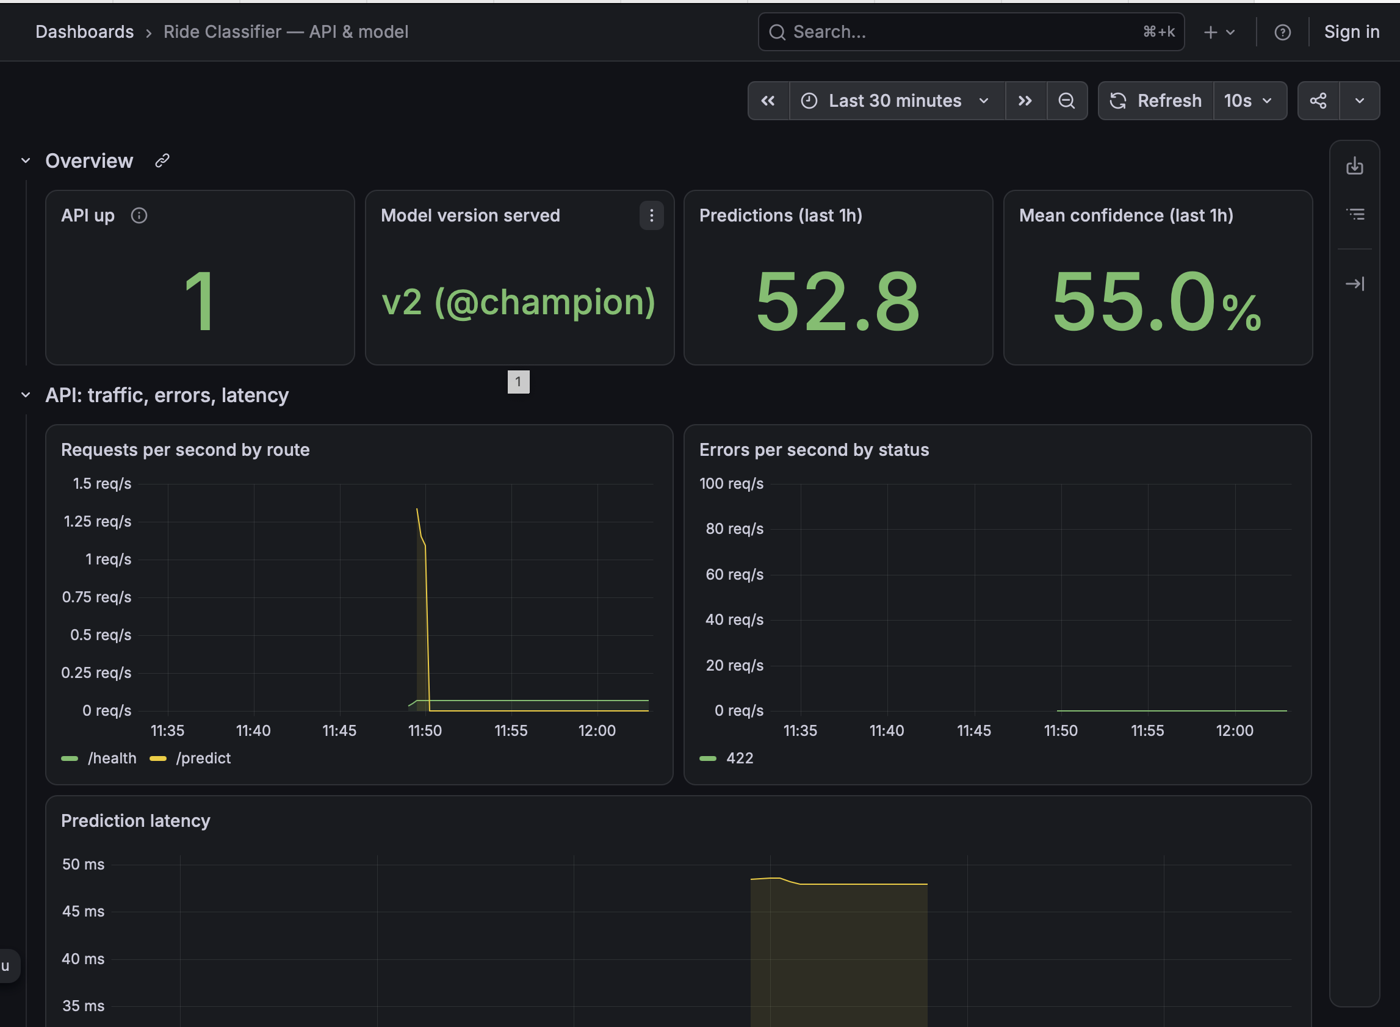 Dashboards › Ride Classifier — API & model
Search... ⌘+k
Sign in
Last 30 minutes
Refresh 10s
Overview
API up
1
Model version served
v2 (@champion)
Predictions (last 1h)
52.8
Mean confidence (last 1h)
55.0%
1
API: traffic, errors, latency
Requests per second by route
1.5 req/s
1.25 req/s
1 req/s
0.75 req/s
0.5 req/s
0.25 req/s
0 req/s
11:35 11:40 11:45 11:50 11:55 12:00
/health /predict
Errors per second by status
100 req/s
80 req/s
60 req/s
40 req/s
20 req/s
0 req/s
11:35 11:40 11:45 11:50 11:55 12:00
422
Prediction latency
50 ms
45 ms
40 ms
35 ms
u